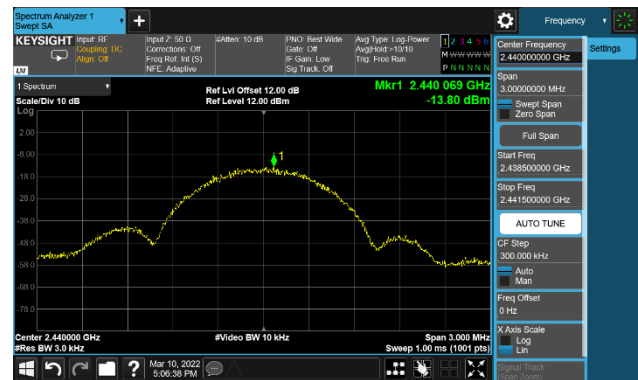 Spectrum Analyzer 1
Swept SA
+
Frequency
KEYSIGHT
Input: RF
Coupling: DC
Align: Off
Input Z: 50 Ω
Corrections: Off
Freq Ref: Int (S)
NFE: Adaptive
#Atten: 10 dB
PNO: Best Wide
Gate: Off
IF Gain: Low
Sig Track: Off
Avg Type: Log-Power
Avg|Hold:>10/10
Trig: Free Run
1 2 3 4 5 6
M W W W W W
P N N N N N
LXI
1 Spectrum
Scale/Div 10 dB
Log
Ref Lvl Offset 12.00 dB
Ref Level 12.00 dBm
Mkr1 2.440 069 GHz
-13.80 dBm
1
2.00
-8.00
-18.0
-28.0
-38.0
-48.0
-58.0
-68.0
-78.0
Center 2.440000 GHz
#Res BW 3.0 kHz
#Video BW 10 kHz
Span 3.000 MHz
Sweep 1.00 ms (1001 pts)
Center Frequency
2.440000000 GHz
Settings
Span
3.00000000 MHz
Swept Span
Zero Span
Full Span
Start Freq
2.438500000 GHz
Stop Freq
2.441500000 GHz
AUTO TUNE
CF Step
300.000 kHz
Auto
Man
Freq Offset
0 Hz
X Axis Scale
Log
Lin
Signal Track
(Span Zoom)
?
Mar 10, 2022
5:06:38 PM